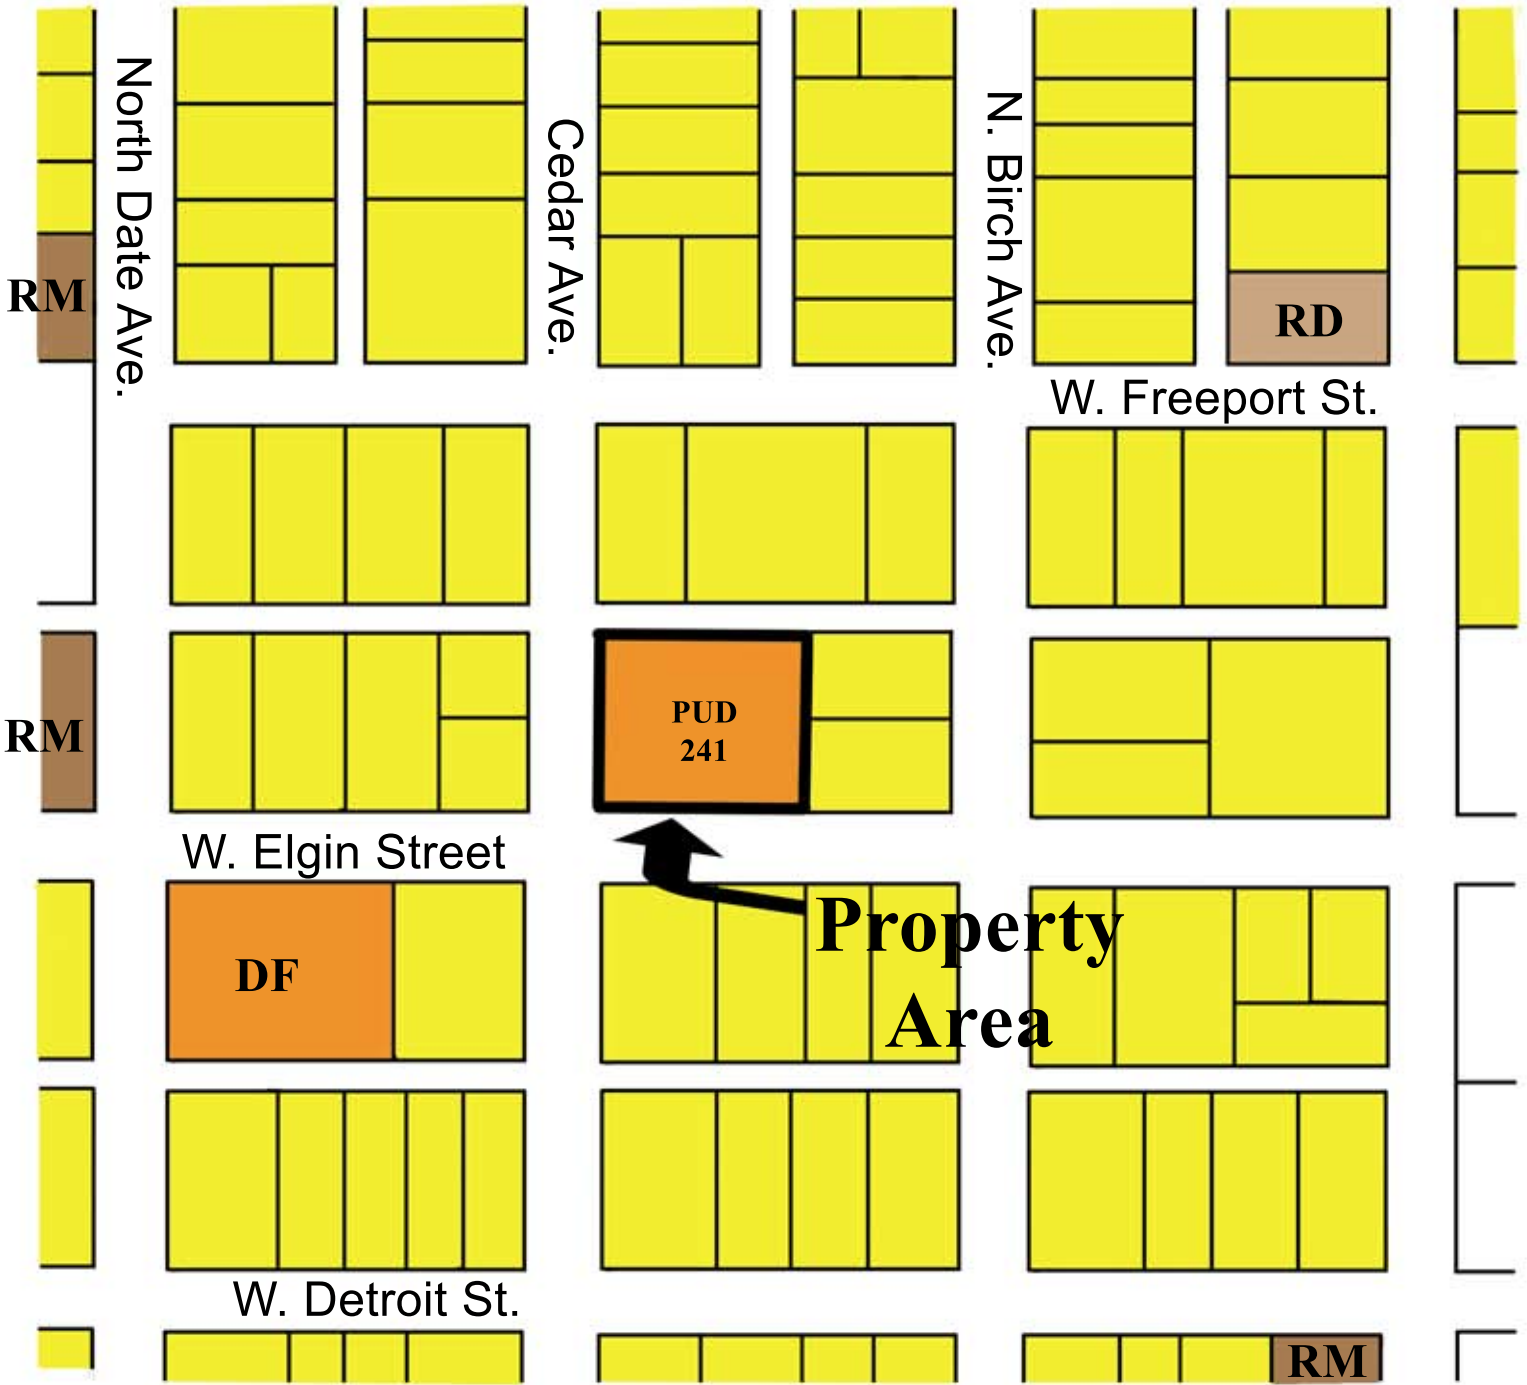 North Date Ave.
Cedar Ave.
N. Birch Ave.
RM
RD
W. Freeport St.
PUD
241
RM
W. Elgin Street
Property
Area
DF
W. Detroit St.
RM